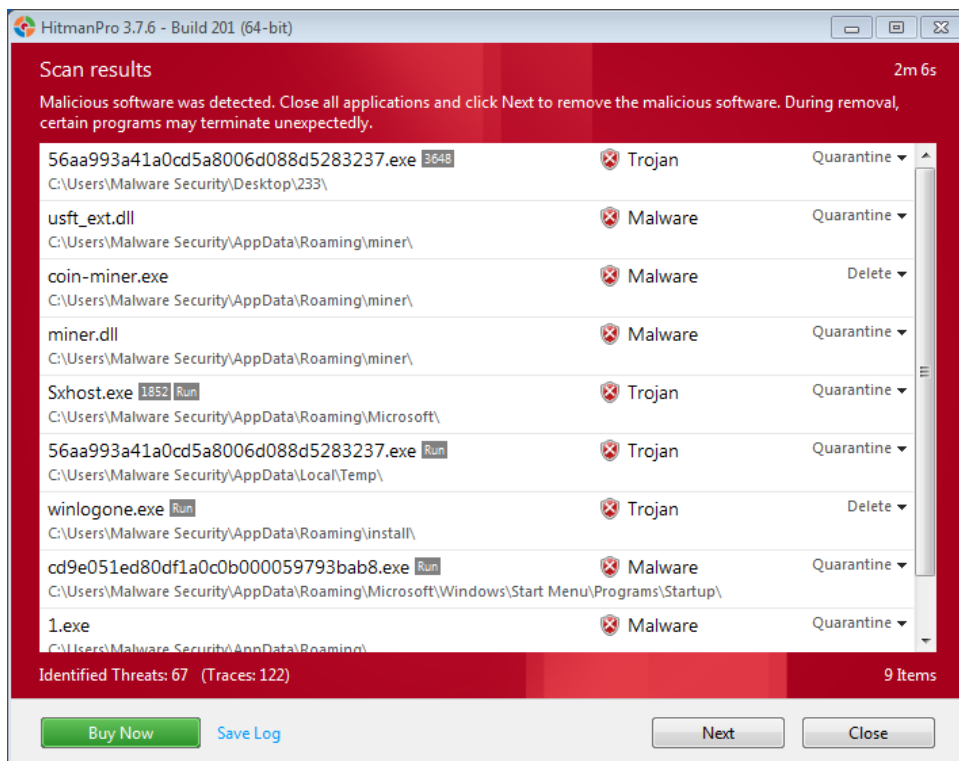 HitmanPro 3.7.6 - Build 201 (64-bit)
Scan results 2m 6s
Malicious software was detected. Close all applications and click Next to remove the malicious software. During removal,
certain programs may terminate unexpectedly.
56aa993a41a0cd5a8006d088d5283237.exe 3648 Trojan Quarantine
C:\Users\Malware Security\Desktop\233\
usft_ext.dll Malware Quarantine
C:\Users\Malware Security\AppData\Roaming\miner\
coin-miner.exe Malware Delete
C:\Users\Malware Security\AppData\Roaming\miner\
miner.dll Malware Quarantine
C:\Users\Malware Security\AppData\Roaming\miner\
Sxhost.exe 1852 Run Trojan Quarantine
C:\Users\Malware Security\AppData\Roaming\Microsoft\
56aa993a41a0cd5a8006d088d5283237.exe Run Trojan Quarantine
C:\Users\Malware Security\AppData\Local\Temp\
winlogone.exe Run Trojan Delete
C:\Users\Malware Security\AppData\Roaming\install\
cd9e051ed80df1a0c0b000059793bab8.exe Run Malware Quarantine
C:\Users\Malware Security\AppData\Roaming\Microsoft\Windows\Start Menu\Programs\Startup\
1.exe Malware Quarantine
C:\Users\Malware Security\AppData\Roaming\
Identified Threats: 67 (Traces: 122) 9 Items
Buy Now Save Log Next Close